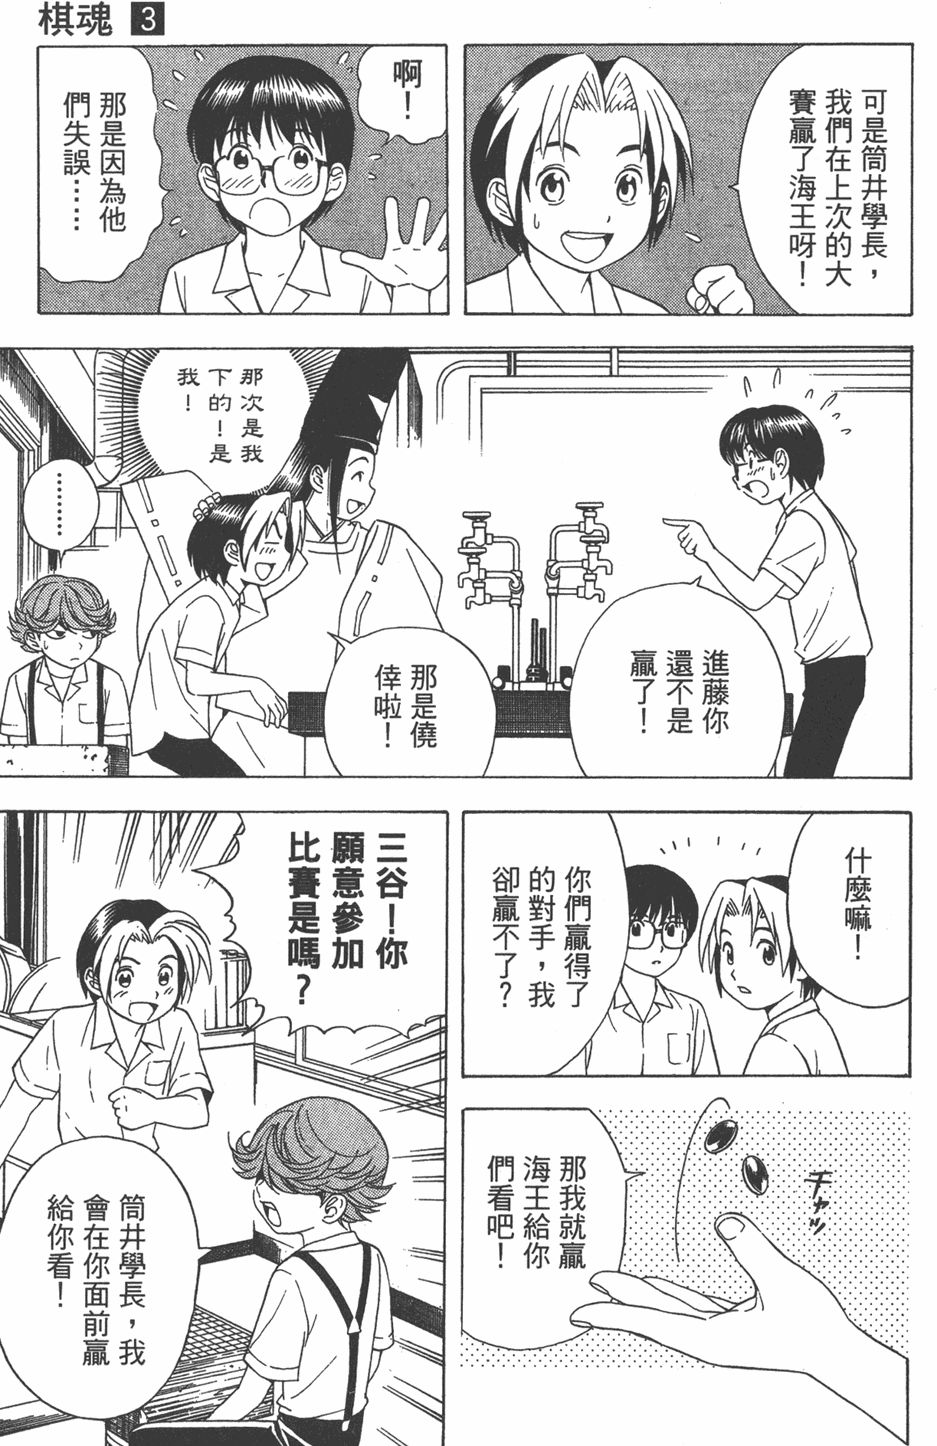 棋魂 3
可是筒井學長，
我們在上次的大
賽贏了海王呀！
啊！
那是因為他
們失誤……
進藤你
還不是
贏了！
那次是我
下的！是
我！
那是僥
倖啦！
………
什麼嘛！
你們贏得了
的對手，我
卻贏不了？
那我就贏
海王給你
們看吧！
チャッ
三谷！你
願意參加
比賽是嗎？
筒井學長，我
會在你面前贏
給你看！